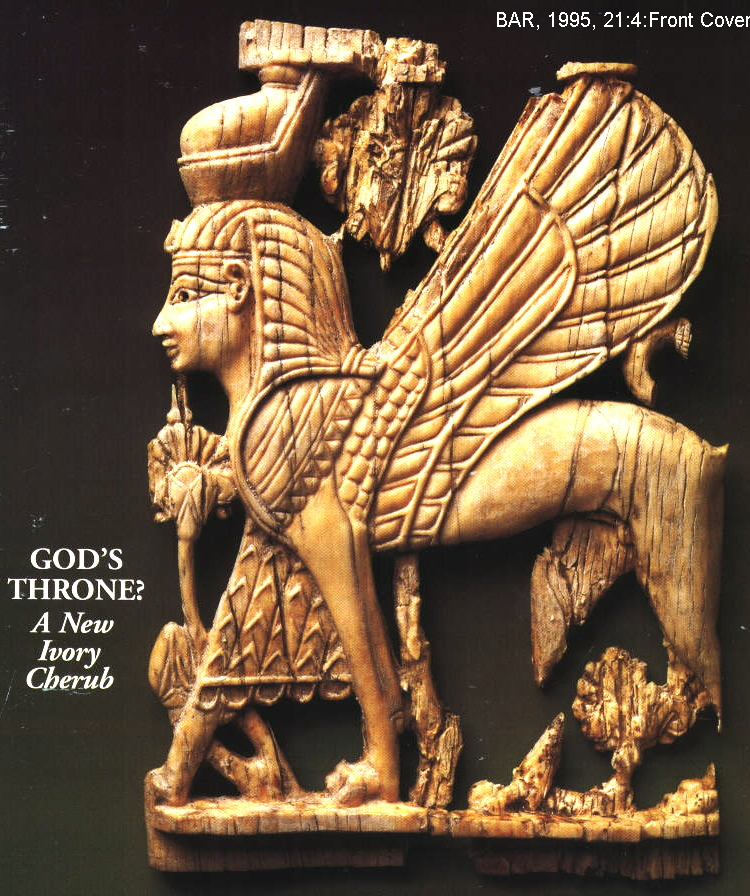 BAR, 1995, 21:4:Front Cover
GOD'S
THRONE?
A New
Ivory
Cherub